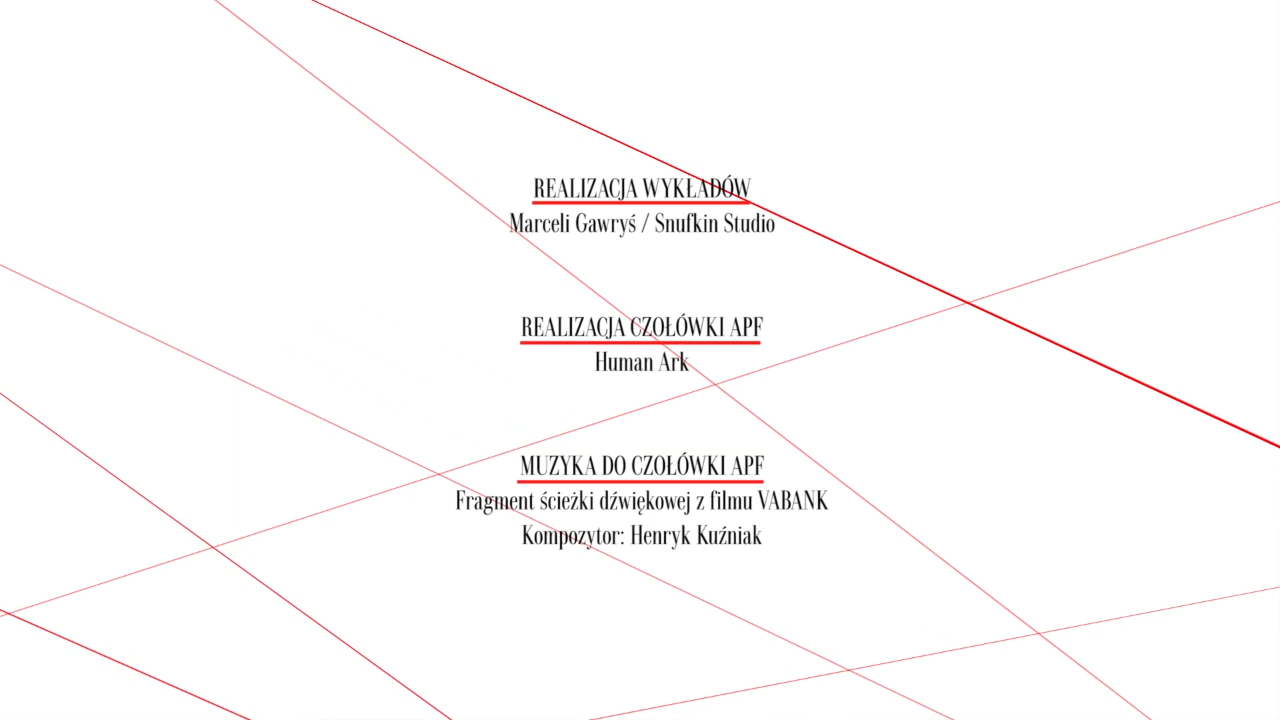 REALIZACJA WYKŁADÓW
Marceli Gawryś / Snufkin Studio
REALIZACJA CZOŁÓWKI APF
Human Ark
MUZYKA DO CZOŁÓWKI APF
Fragment ścieżki dźwiękowej z filmu VABANK
Kompozytor: Henryk Kuźniak